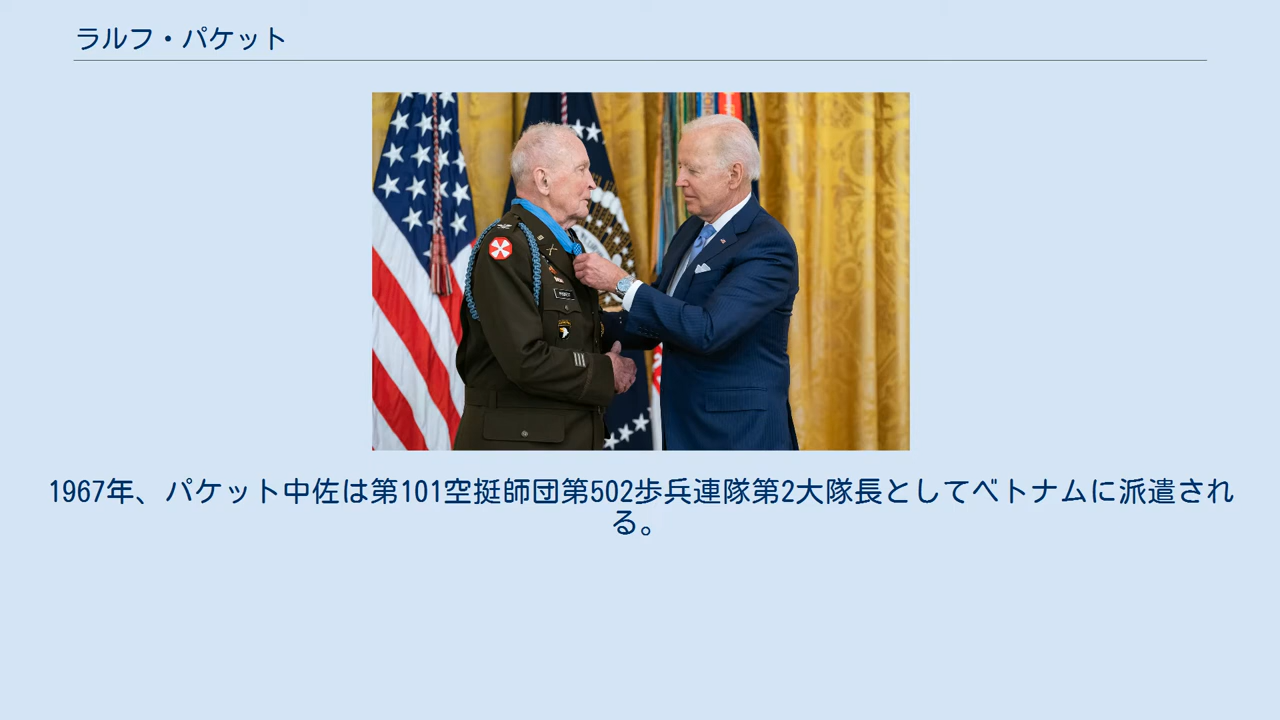 ラルフ・パケット
1967年、パケット中佐は第101空挺師団第502歩兵連隊第2大隊長としてベトナムに派遣され
る。